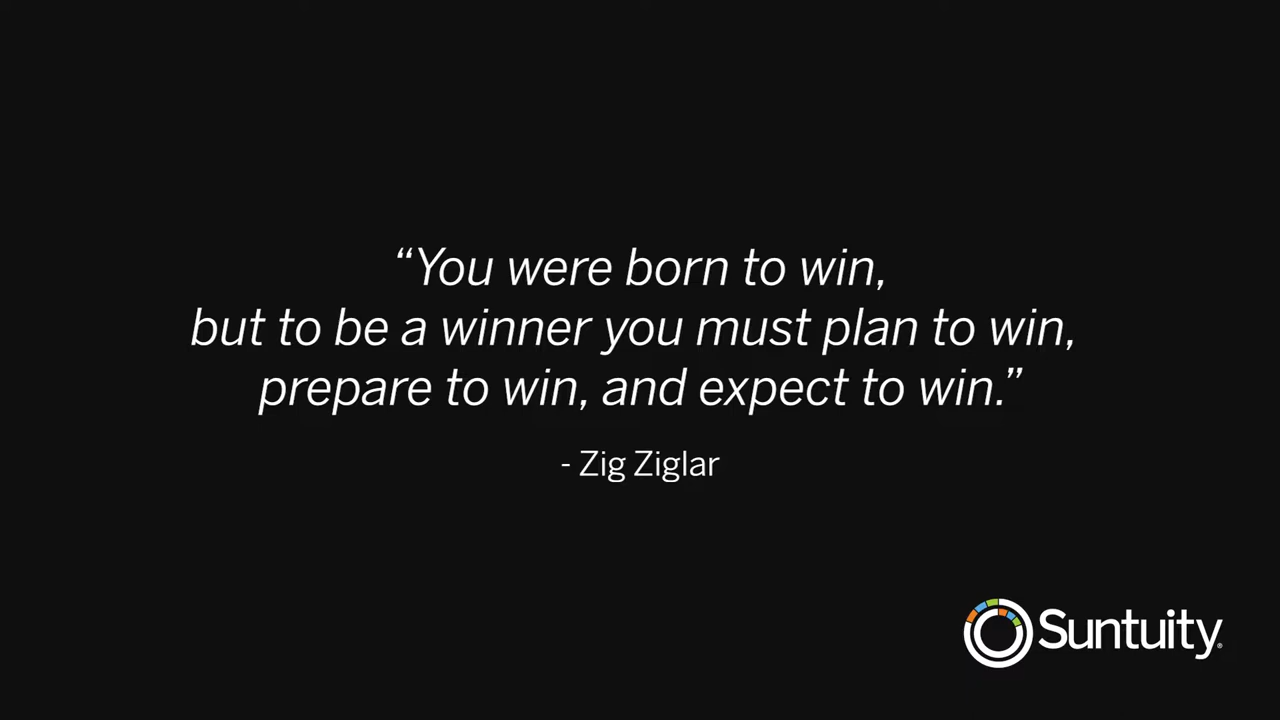 “You were born to win,
but to be a winner you must plan to win,
prepare to win, and expect to win.”
- Zig Ziglar
Suntuity®